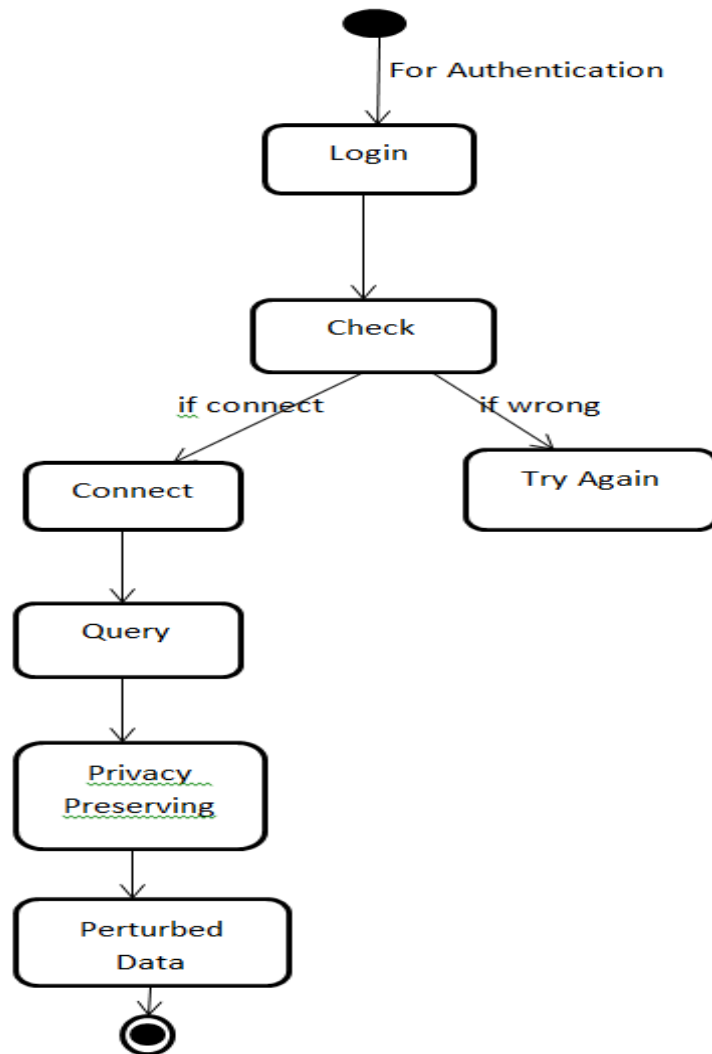 For Authentication
Login
Check
if connect
if wrong
Connect
Try Again
Query
Privacy
Preserving
Perturbed
Data